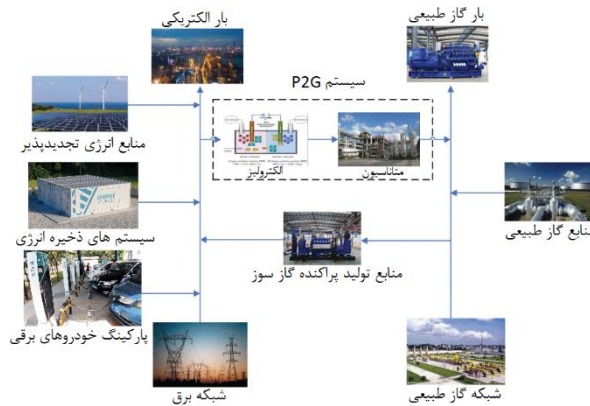 بار الکتریکی
بار گاز طبیعی
سیستم P2G
منابع انرژی تجدیدپذیر
الکترولیز
متاناسیون
سیستم های ذخیره انرژی
منابع تولید پراکنده گاز سوز
منابع گاز طبیعی
پارکینگ خودروهای برقی
شبکه برق
شبکه گاز طبیعی